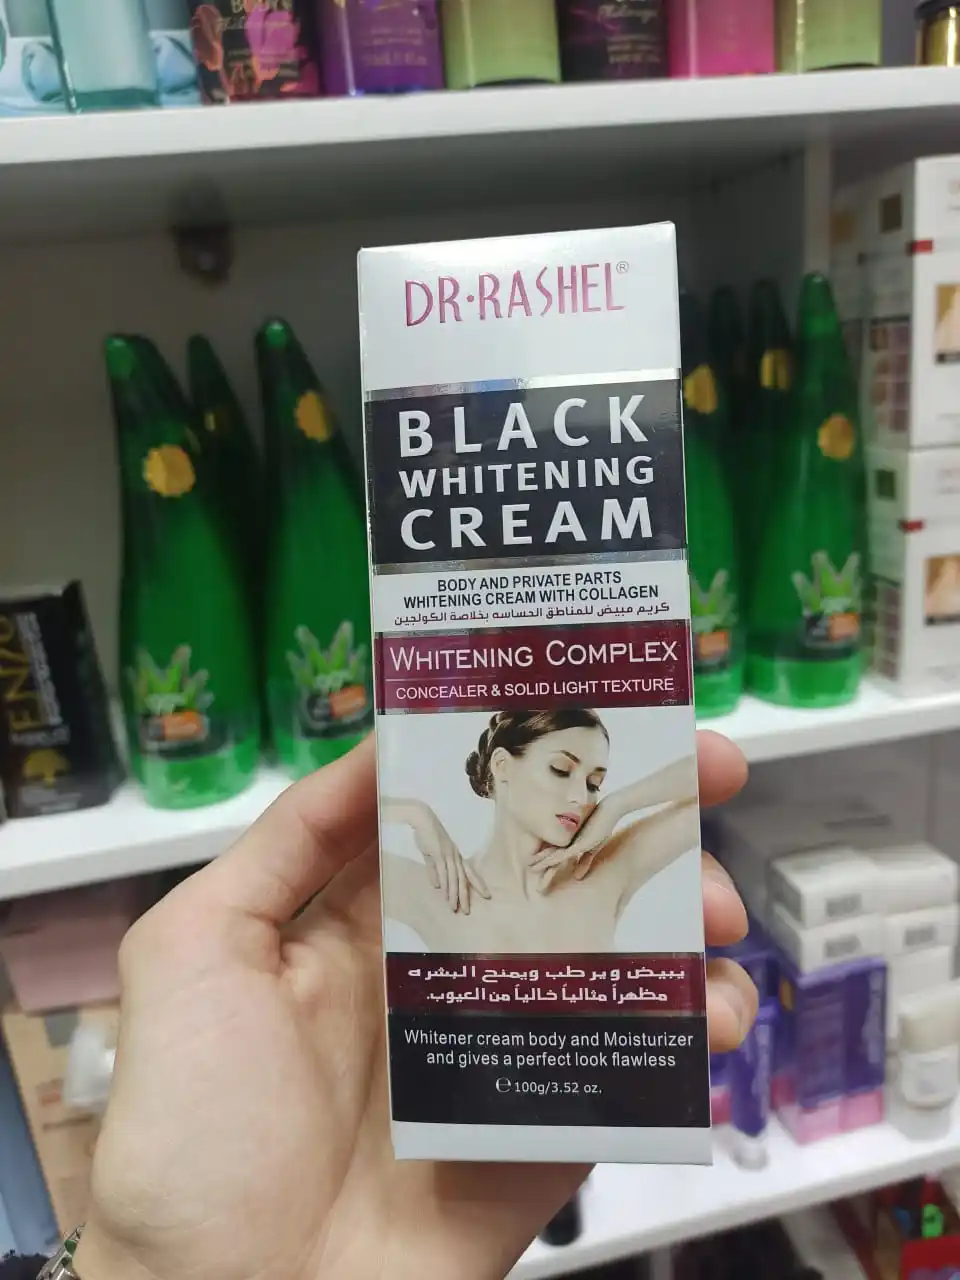 DR·RASHEL®
BLACK
WHITENING
CREAM
BODY AND PRIVATE PARTS
WHITENING CREAM WITH COLLAGEN
كريم مبيض للمناطق الحساسه بخلاصة الكولجين
WHITENING COMPLEX
CONCEALER & SOLID LIGHT TEXTURE
يبيض ويرطب ويمنح البشره
مظهراً مثالياً خالياً من العيوب.
Whitener cream body and Moisturizer
and gives a perfect look flawless
℮ 100g/3.52 oz.